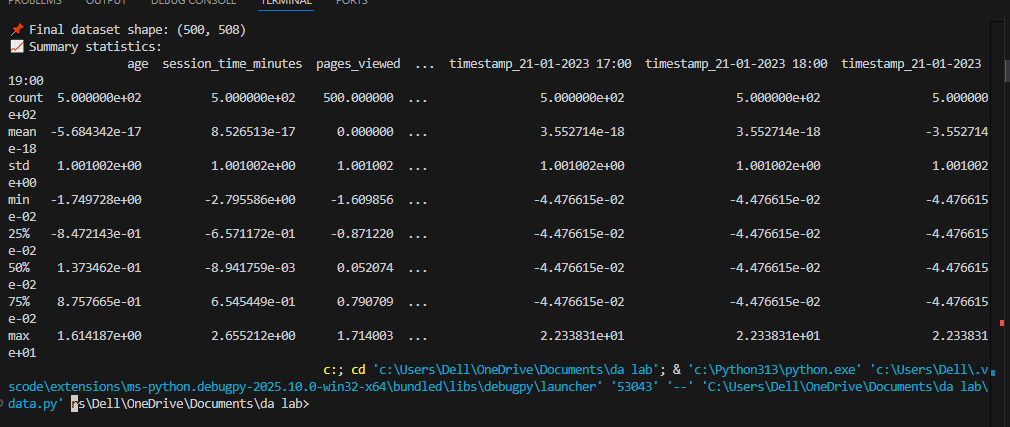 PROBLEMS OUTPUT DEBUG CONSOLE TERMINAL PORTS
📌 Final dataset shape: (500, 508)
📈 Summary statistics:
age session_time_minutes pages_viewed ... timestamp_21-01-2023 17:00 timestamp_21-01-2023 18:00 timestamp_21-01-2023
19:00
count 5.000000e+02 5.000000e+02 500.000000 ... 5.000000e+02 5.000000e+02 5.000000
e+02
mean -5.684342e-17 8.526513e-17 0.000000 ... 3.552714e-18 3.552714e-18 -3.552714
e-18
std 1.001002e+00 1.001002e+00 1.001002 ... 1.001002e+00 1.001002e+00 1.001002
e+00
min -1.749728e+00 -2.795586e+00 -1.609856 ... -4.476615e-02 -4.476615e-02 -4.476615
e-02
25% -8.472143e-01 -6.571172e-01 -0.871220 ... -4.476615e-02 -4.476615e-02 -4.476615
e-02
50% 1.373462e-01 -8.941759e-03 0.052074 ... -4.476615e-02 -4.476615e-02 -4.476615
e-02
75% 8.757665e-01 6.545449e-01 0.790709 ... -4.476615e-02 -4.476615e-02 -4.476615
e-02
max 1.614187e+00 2.655212e+00 1.714003 ... 2.233831e+01 2.233831e+01 2.233831
e+01
c:; cd 'c:\Users\Dell\OneDrive\Documents\da lab'; & 'c:\Python313\python.exe' 'c:\Users\Dell\.v
scode\extensions\ms-python.debugpy-2025.10.0-win32-x64\bundled\libs\debugpy\launcher' '53043' '--' 'C:\Users\Dell\OneDrive\Documents\da lab\
data.py' rs\Dell\OneDrive\Documents\da lab>